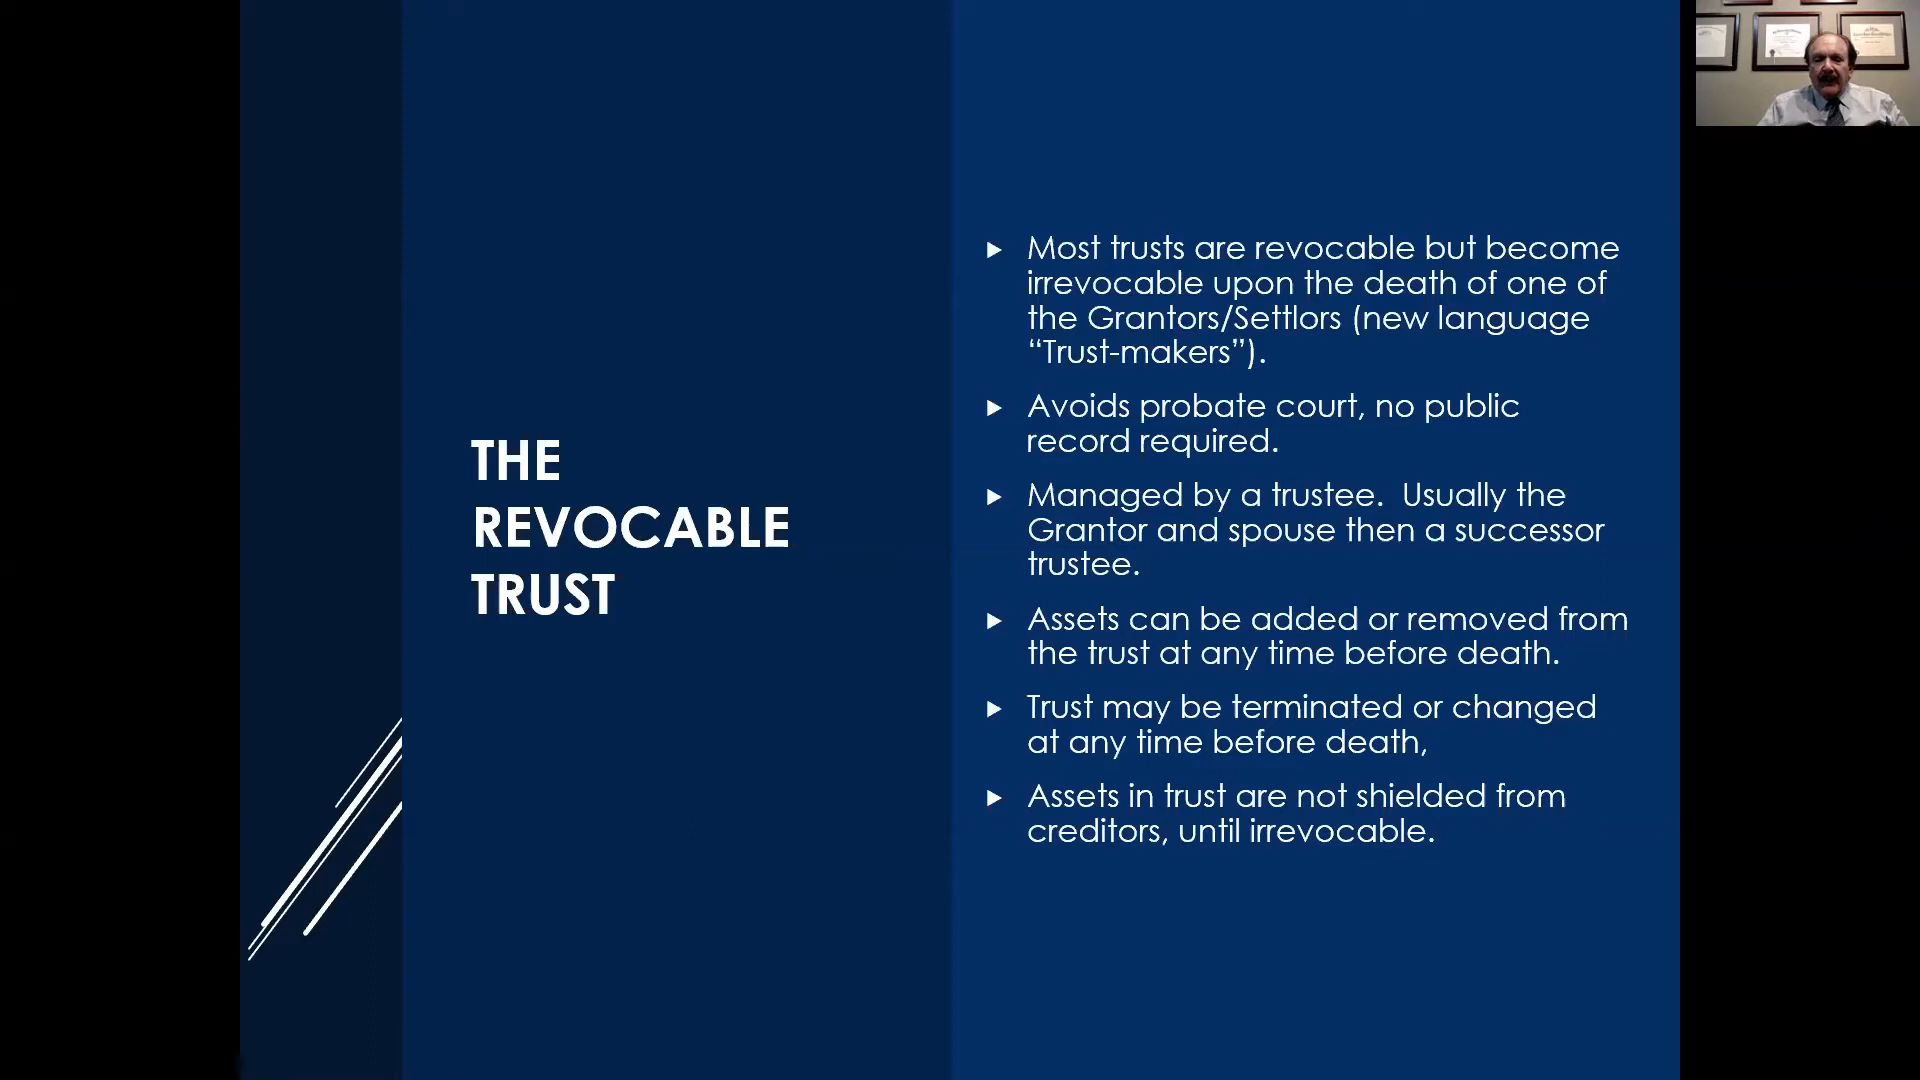 THE
REVOCABLE
TRUST
Most trusts are revocable but become
irrevocable upon the death of one of
the Grantors/Settlors (new language
“Trust-makers”).
Avoids probate court, no public
record required.
Managed by a trustee.  Usually the
Grantor and spouse then a successor
trustee.
Assets can be added or removed from
the trust at any time before death.
Trust may be terminated or changed
at any time before death,
Assets in trust are not shielded from
creditors, until irrevocable.